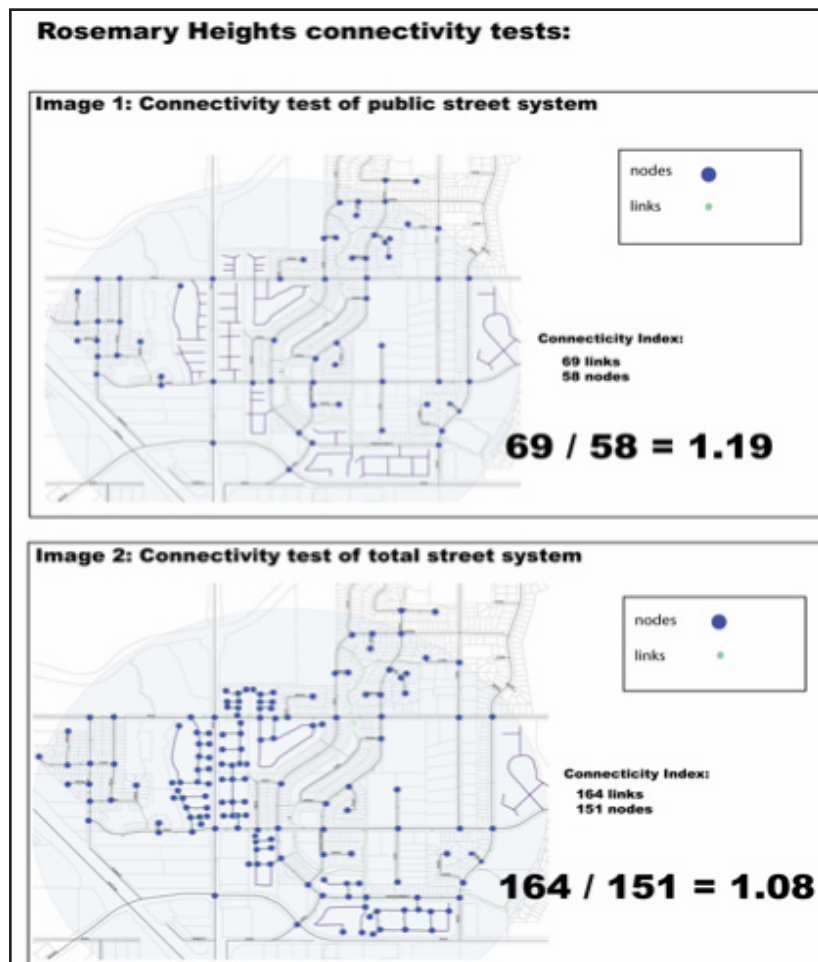 Rosemary Heights connectivity tests:
Image 1: Connectivity test of public street system
nodes
links
Connecticity Index:
69 links
58 nodes
69 / 58 = 1.19
Image 2: Connectivity test of total street system
nodes
links
Connecticity Index:
164 links
151 nodes
164 / 151 = 1.08